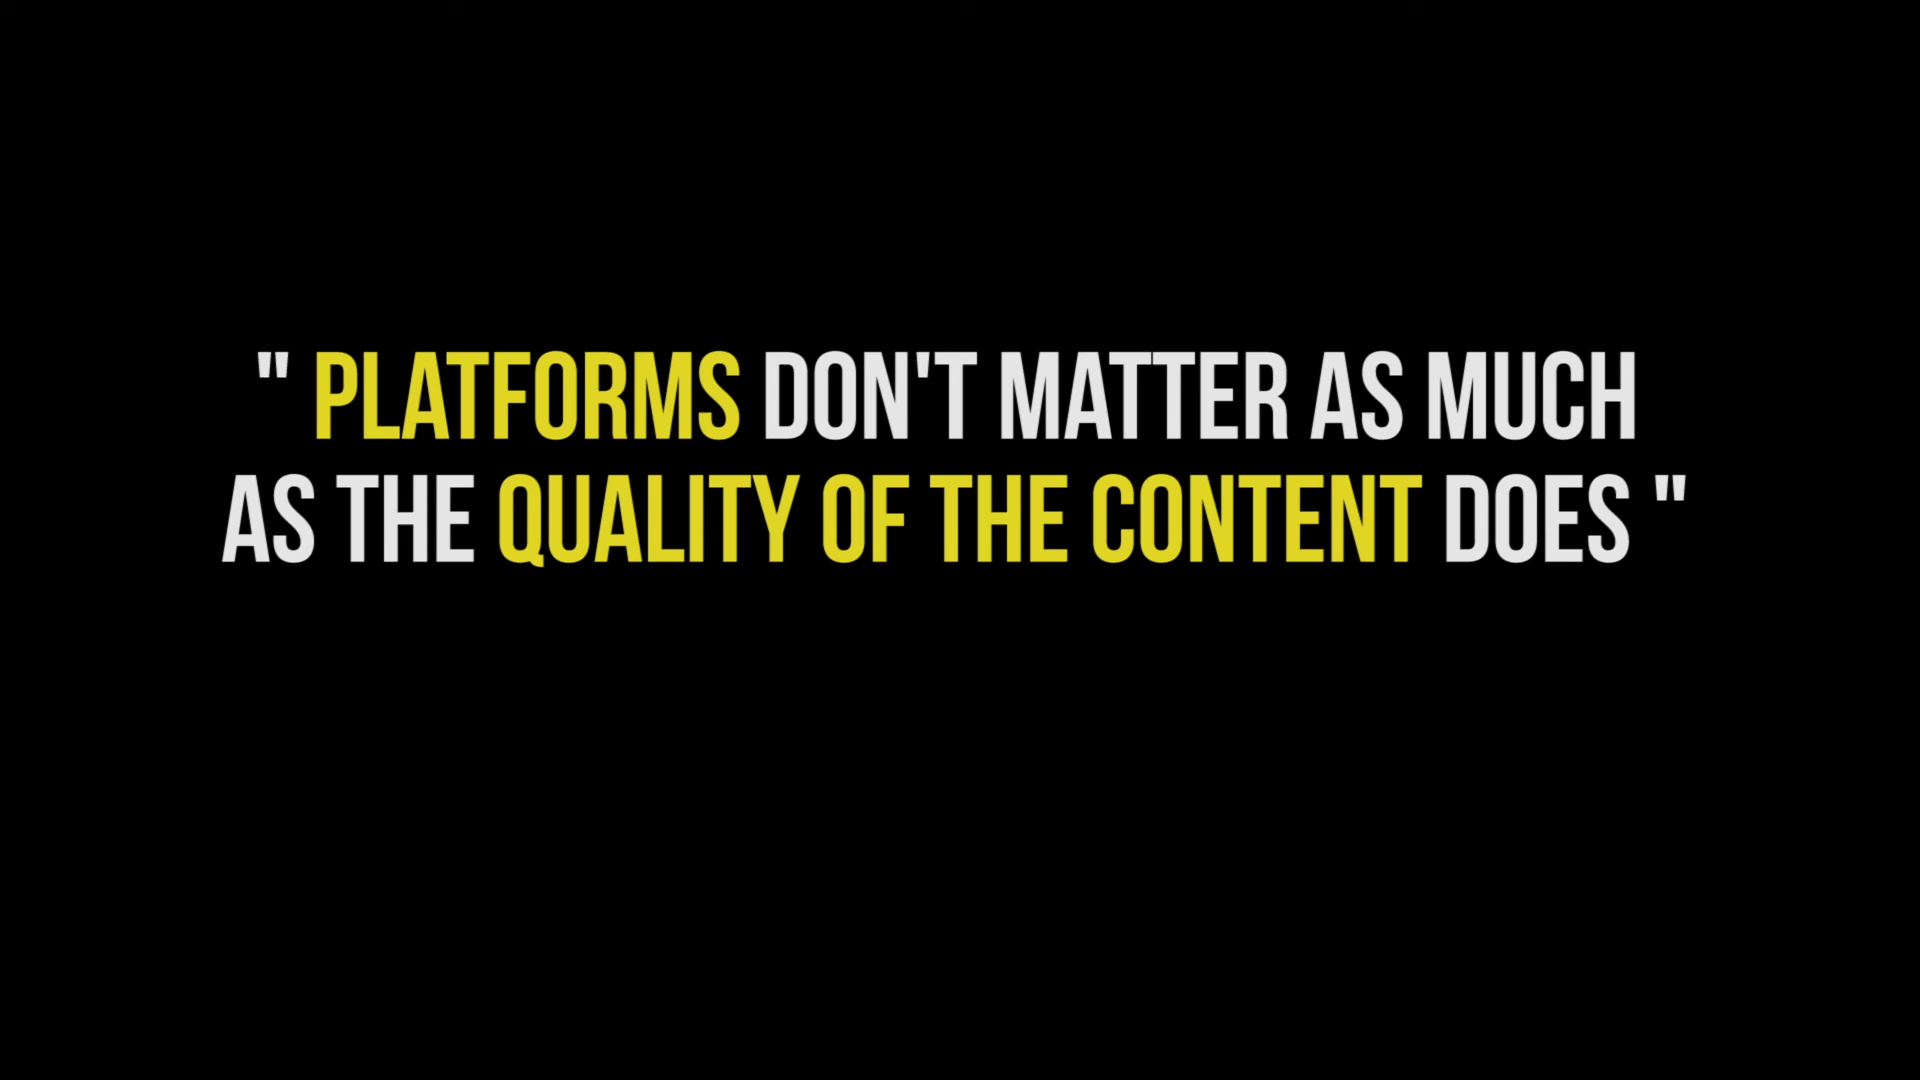 " PLATFORMS DON'T MATTER AS MUCH
AS THE QUALITY OF THE CONTENT DOES "